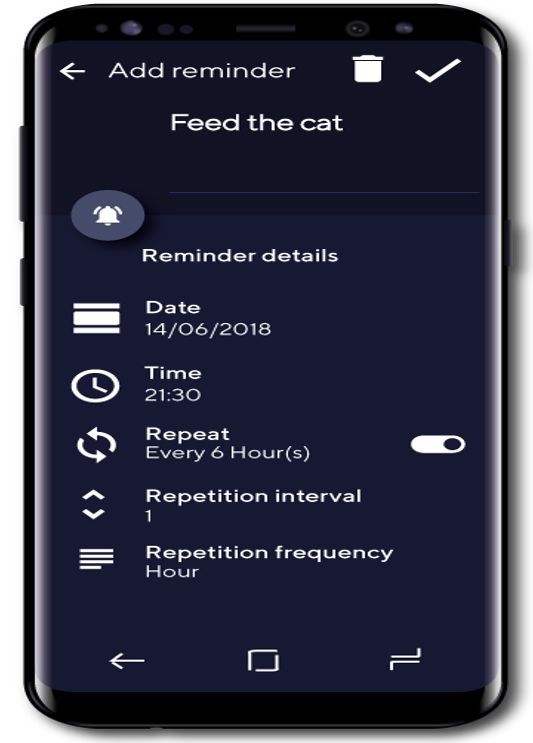 Add reminder
Feed the cat
Reminder details
Date
14/06/2018
Time
21:30
Repeat
Every 6 Hour(s)
Repetition interval
1
Repetition frequency
Hour